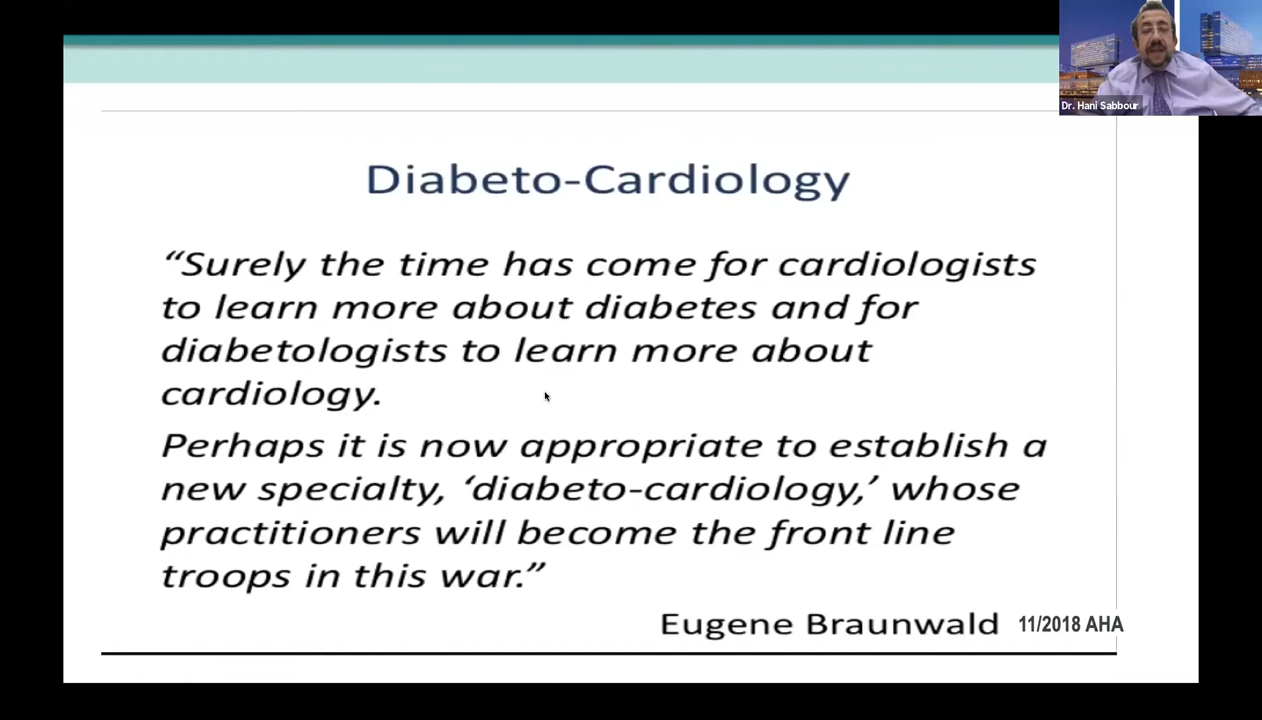 Dr. Hani Sabbour
Diabeto-Cardiology
“Surely the time has come for cardiologists
to learn more about diabetes and for
diabetologists to learn more about
cardiology.
Perhaps it is now appropriate to establish a
new specialty, ‘diabeto-cardiology,’ whose
practitioners will become the front line
troops in this war.”
Eugene Braunwald 11/2018 AHA